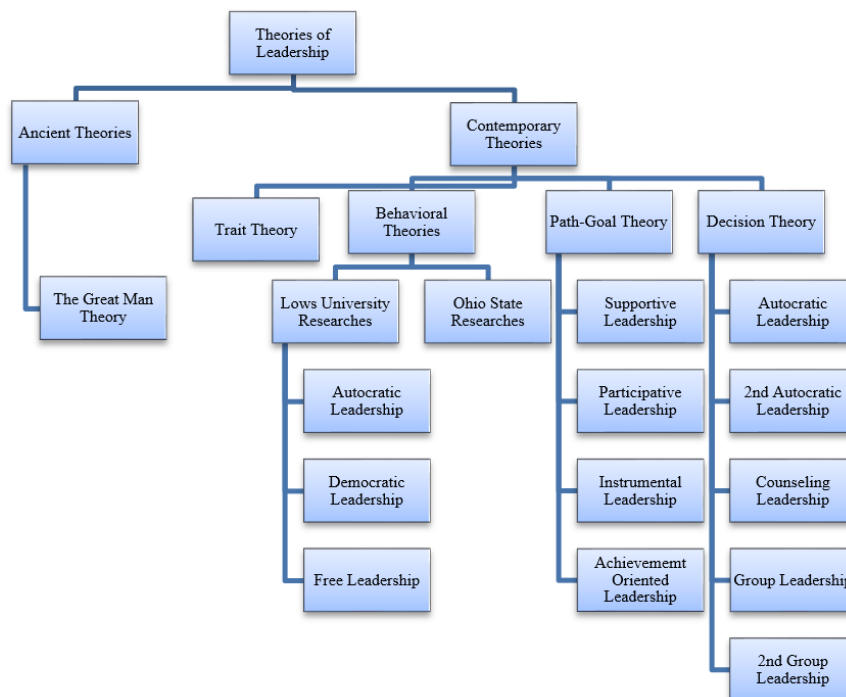 Theories of
Leadership
Ancient Theories
Contemporary
Theories
Trait Theory
Behavioral
Theories
Path-Goal Theory
Decision Theory
The Great Man
Theory
Lows University
Researches
Ohio State
Researches
Supportive
Leadership
Autocratic
Leadership
Autocratic
Leadership
Participative
Leadership
2nd Autocratic
Leadership
Democratic
Leadership
Instrumental
Leadership
Counseling
Leadership
Free Leadership
Achievememt
Oriented
Leadership
Group Leadership
2nd Group
Leadership